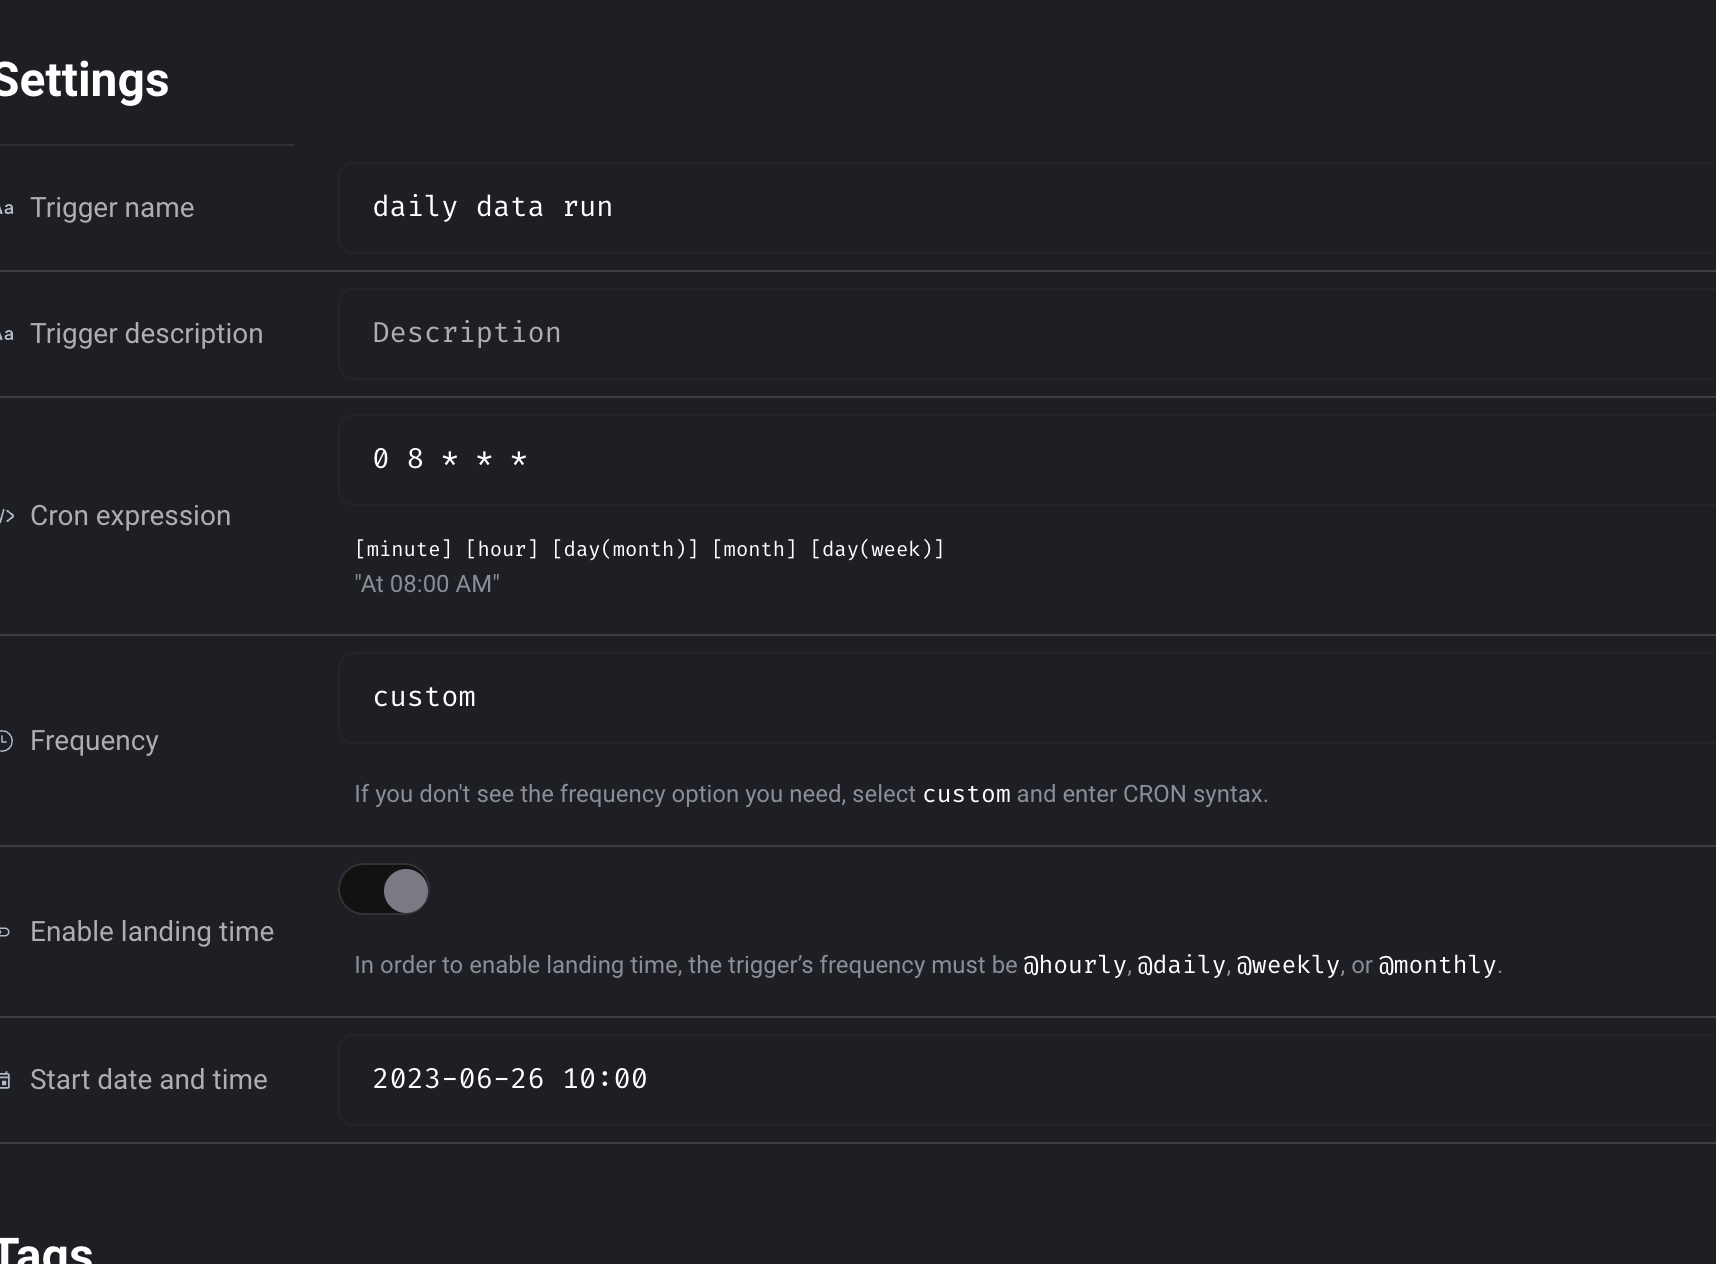 Settings
Aa Trigger name
daily data run
Aa Trigger description
Description
Cron expression
0 8 * * *
[minute] [hour] [day(month)] [month] [day(week)]
"At 08:00 AM"
Frequency
custom
If you don't see the frequency option you need, select custom and enter CRON syntax.
Enable landing time
In order to enable landing time, the trigger’s frequency must be @hourly, @daily, @weekly, or @monthly.
Start date and time
2023-06-26 10:00
Tags